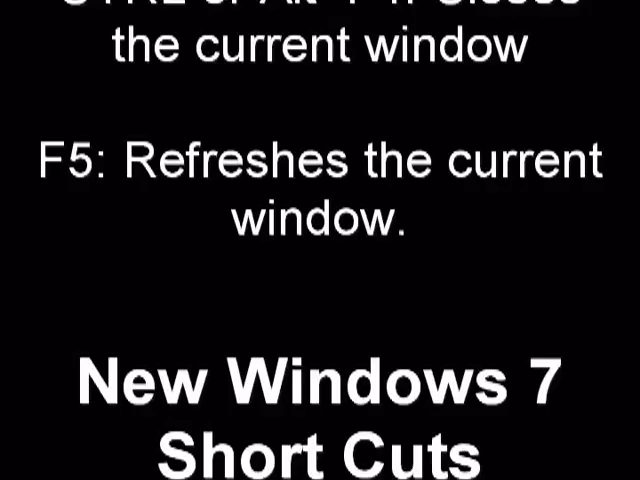 the current window
F5: Refreshes the current
window.
New Windows 7
Short Cuts